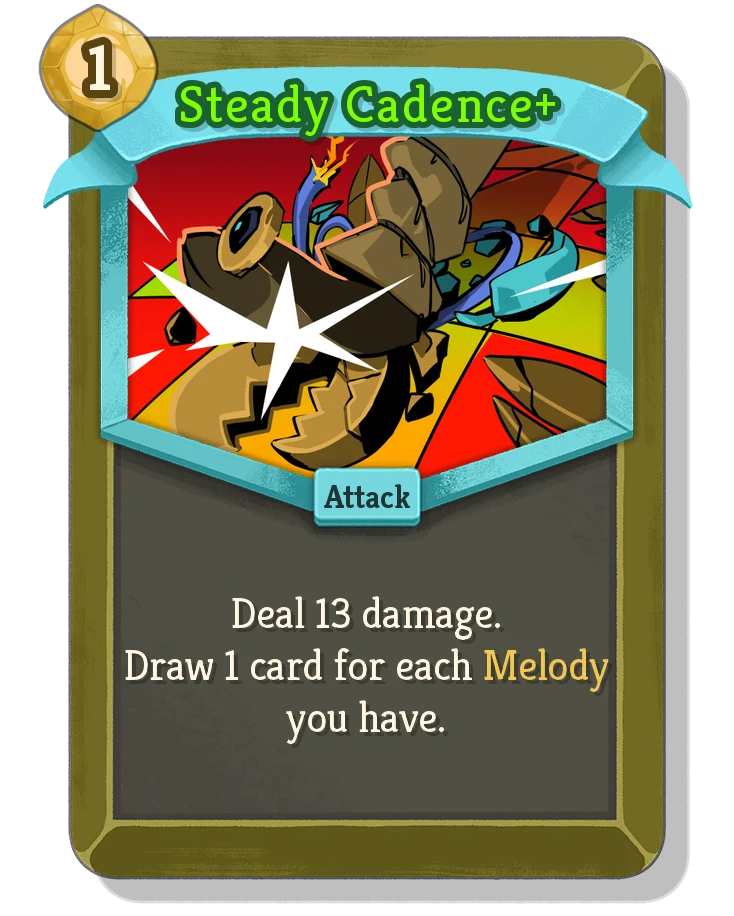 1
Steady Cadence+
Attack
Deal 13 damage.
Draw 1 card for each Melody
you have.